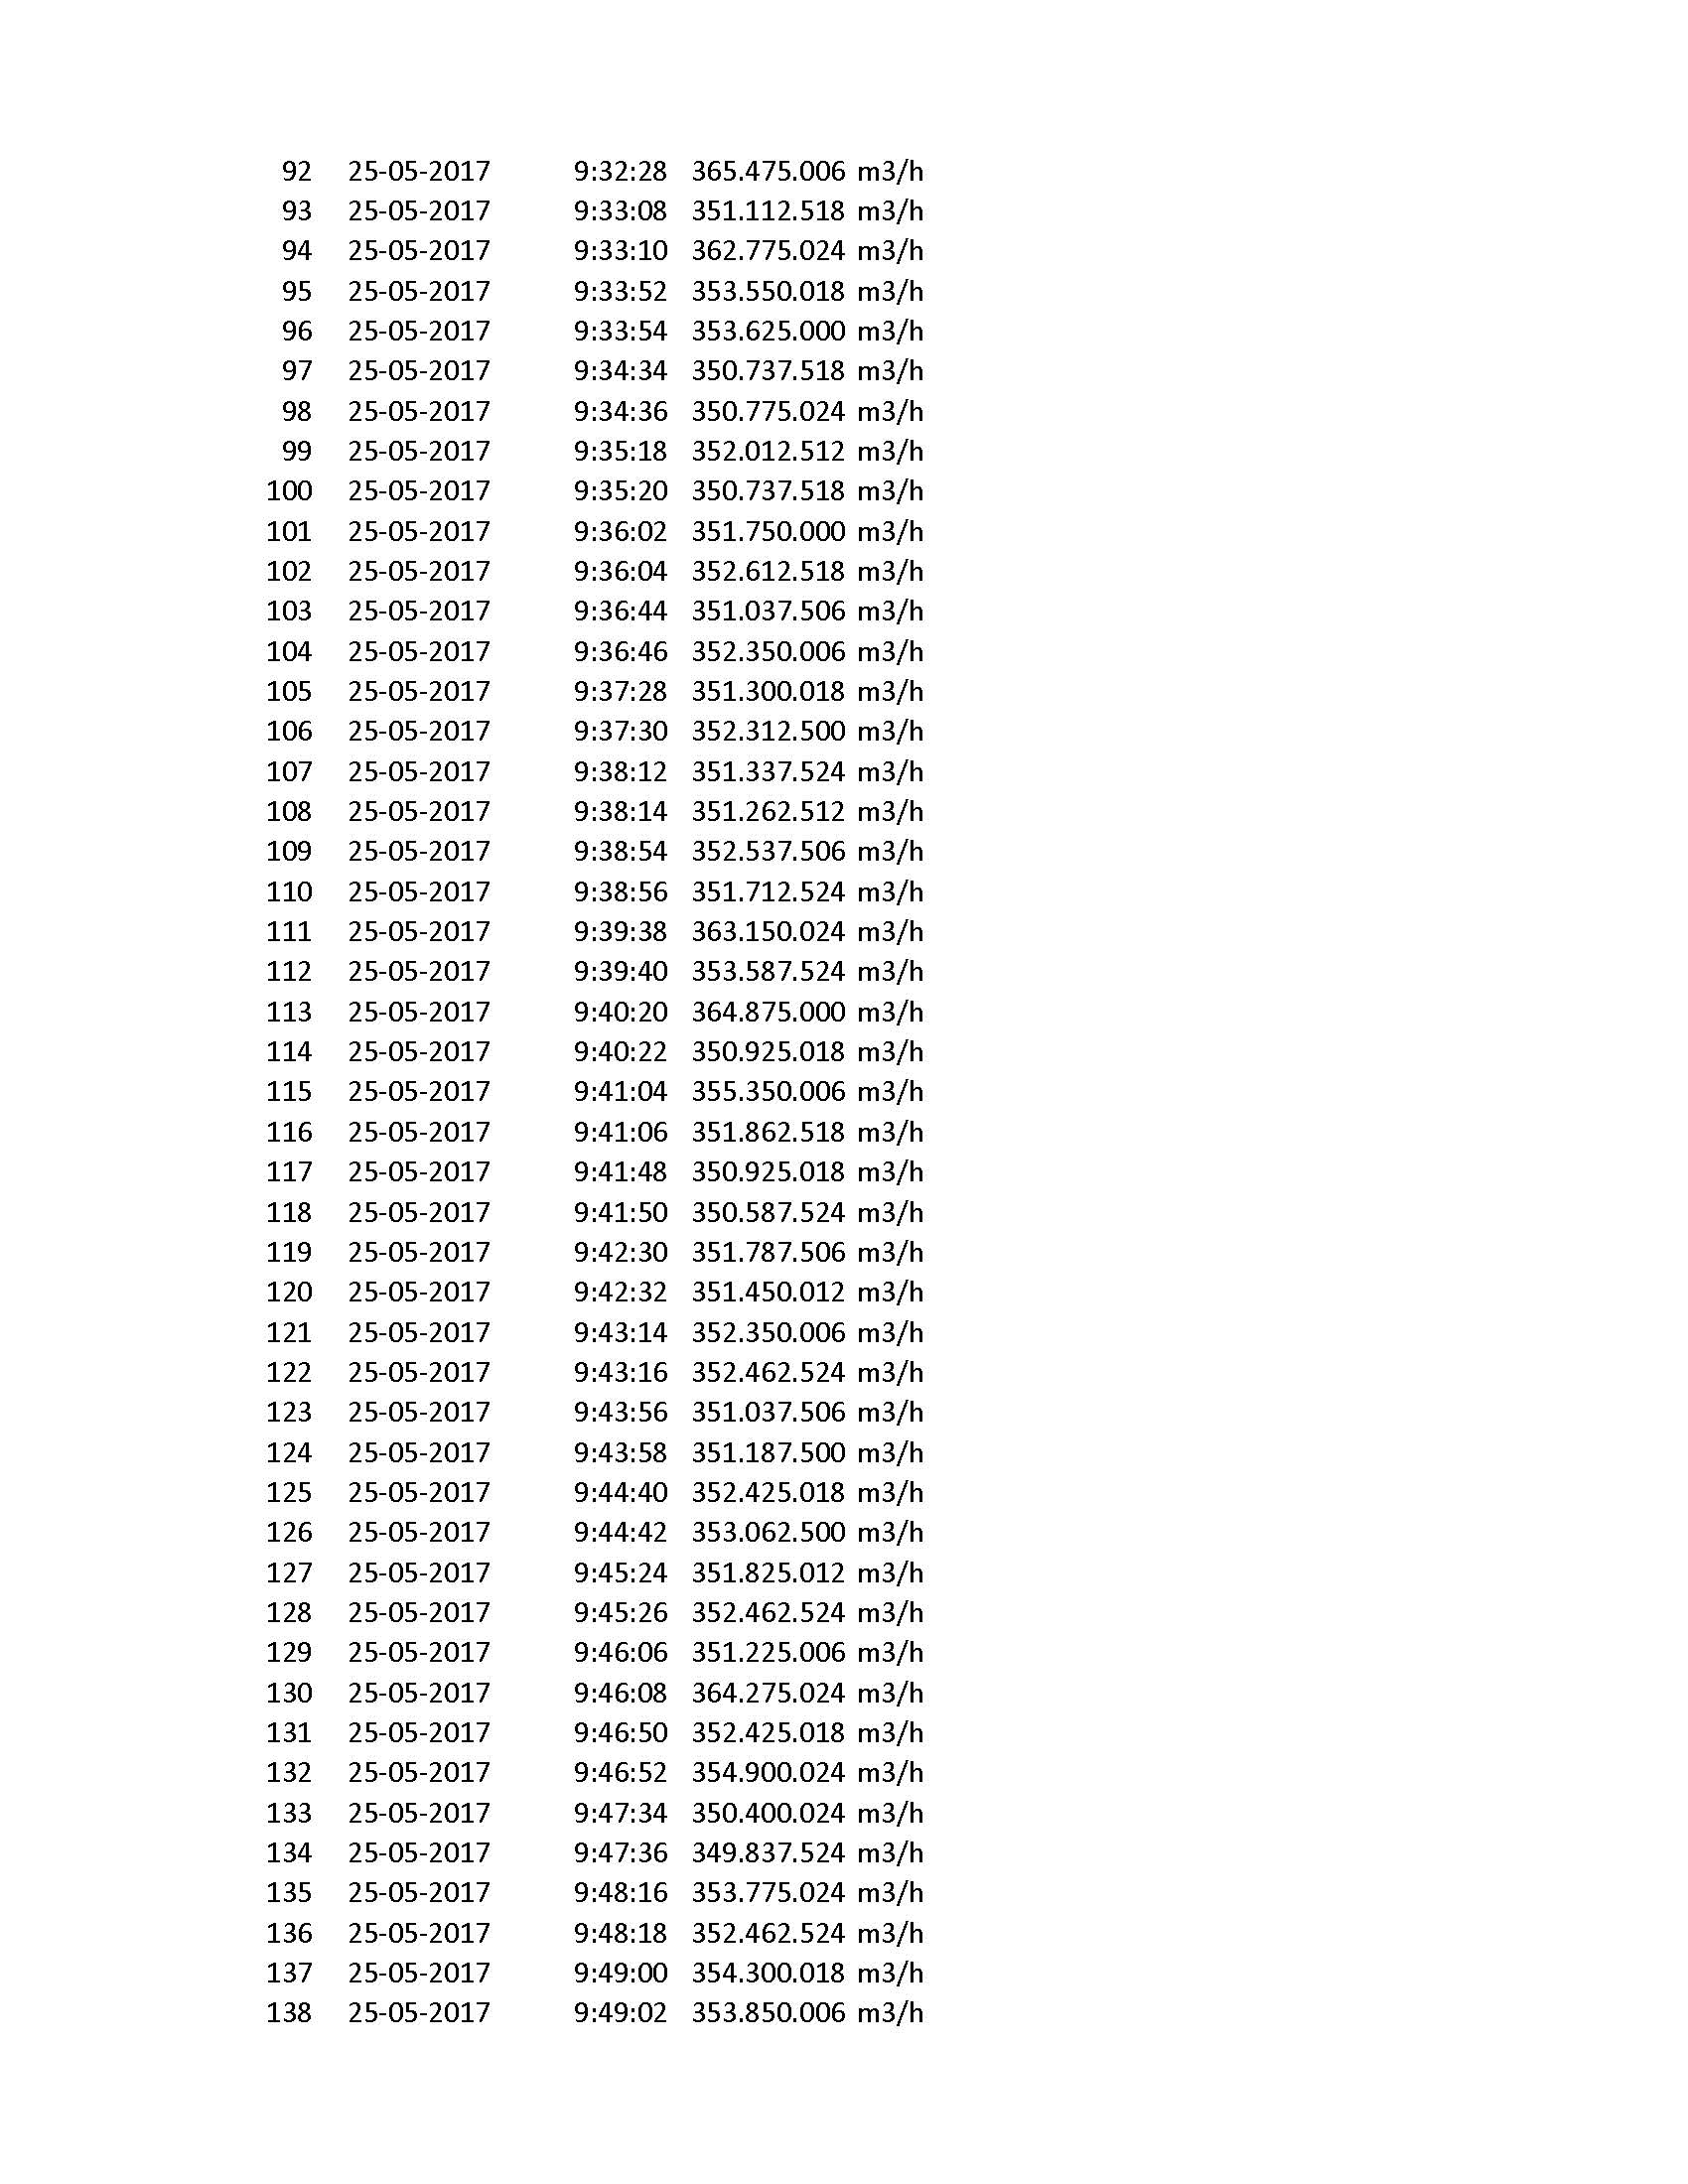 92 25-05-2017 9:32:28 365.475.006 m3/h
93 25-05-2017 9:33:08 351.112.518 m3/h
94 25-05-2017 9:33:10 362.775.024 m3/h
95 25-05-2017 9:33:52 353.550.018 m3/h
96 25-05-2017 9:33:54 353.625.000 m3/h
97 25-05-2017 9:34:34 350.737.518 m3/h
98 25-05-2017 9:34:36 350.775.024 m3/h
99 25-05-2017 9:35:18 352.012.512 m3/h
100 25-05-2017 9:35:20 350.737.518 m3/h
101 25-05-2017 9:36:02 351.750.000 m3/h
102 25-05-2017 9:36:04 352.612.518 m3/h
103 25-05-2017 9:36:44 351.037.506 m3/h
104 25-05-2017 9:36:46 352.350.006 m3/h
105 25-05-2017 9:37:28 351.300.018 m3/h
106 25-05-2017 9:37:30 352.312.500 m3/h
107 25-05-2017 9:38:12 351.337.524 m3/h
108 25-05-2017 9:38:14 351.262.512 m3/h
109 25-05-2017 9:38:54 352.537.506 m3/h
110 25-05-2017 9:38:56 351.712.524 m3/h
111 25-05-2017 9:39:38 363.150.024 m3/h
112 25-05-2017 9:39:40 353.587.524 m3/h
113 25-05-2017 9:40:20 364.875.000 m3/h
114 25-05-2017 9:40:22 350.925.018 m3/h
115 25-05-2017 9:41:04 355.350.006 m3/h
116 25-05-2017 9:41:06 351.862.518 m3/h
117 25-05-2017 9:41:48 350.925.018 m3/h
118 25-05-2017 9:41:50 350.587.524 m3/h
119 25-05-2017 9:42:30 351.787.506 m3/h
120 25-05-2017 9:42:32 351.450.012 m3/h
121 25-05-2017 9:43:14 352.350.006 m3/h
122 25-05-2017 9:43:16 352.462.524 m3/h
123 25-05-2017 9:43:56 351.037.506 m3/h
124 25-05-2017 9:43:58 351.187.500 m3/h
125 25-05-2017 9:44:40 352.425.018 m3/h
126 25-05-2017 9:44:42 353.062.500 m3/h
127 25-05-2017 9:45:24 351.825.012 m3/h
128 25-05-2017 9:45:26 352.462.524 m3/h
129 25-05-2017 9:46:06 351.225.006 m3/h
130 25-05-2017 9:46:08 364.275.024 m3/h
131 25-05-2017 9:46:50 352.425.018 m3/h
132 25-05-2017 9:46:52 354.900.024 m3/h
133 25-05-2017 9:47:34 350.400.024 m3/h
134 25-05-2017 9:47:36 349.837.524 m3/h
135 25-05-2017 9:48:16 353.775.024 m3/h
136 25-05-2017 9:48:18 352.462.524 m3/h
137 25-05-2017 9:49:00 354.300.018 m3/h
138 25-05-2017 9:49:02 353.850.006 m3/h